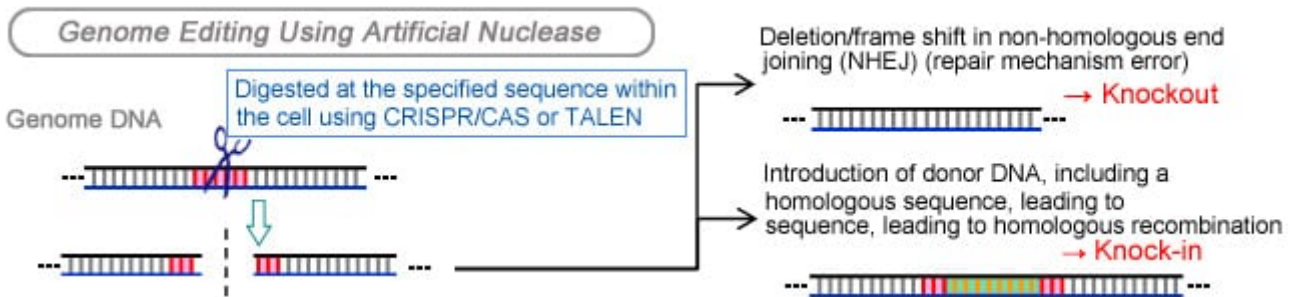 Genome Editing Using Artificial Nuclease
Digested at the specified sequence within
the cell using CRISPR/CAS or TALEN
Genome DNA
Deletion/frame shift in non-homologous end
joining (NHEJ) (repair mechanism error)
→ Knockout
Introduction of donor DNA, including a
homologous sequence, leading to
sequence, leading to homologous recombination
→ Knock-in